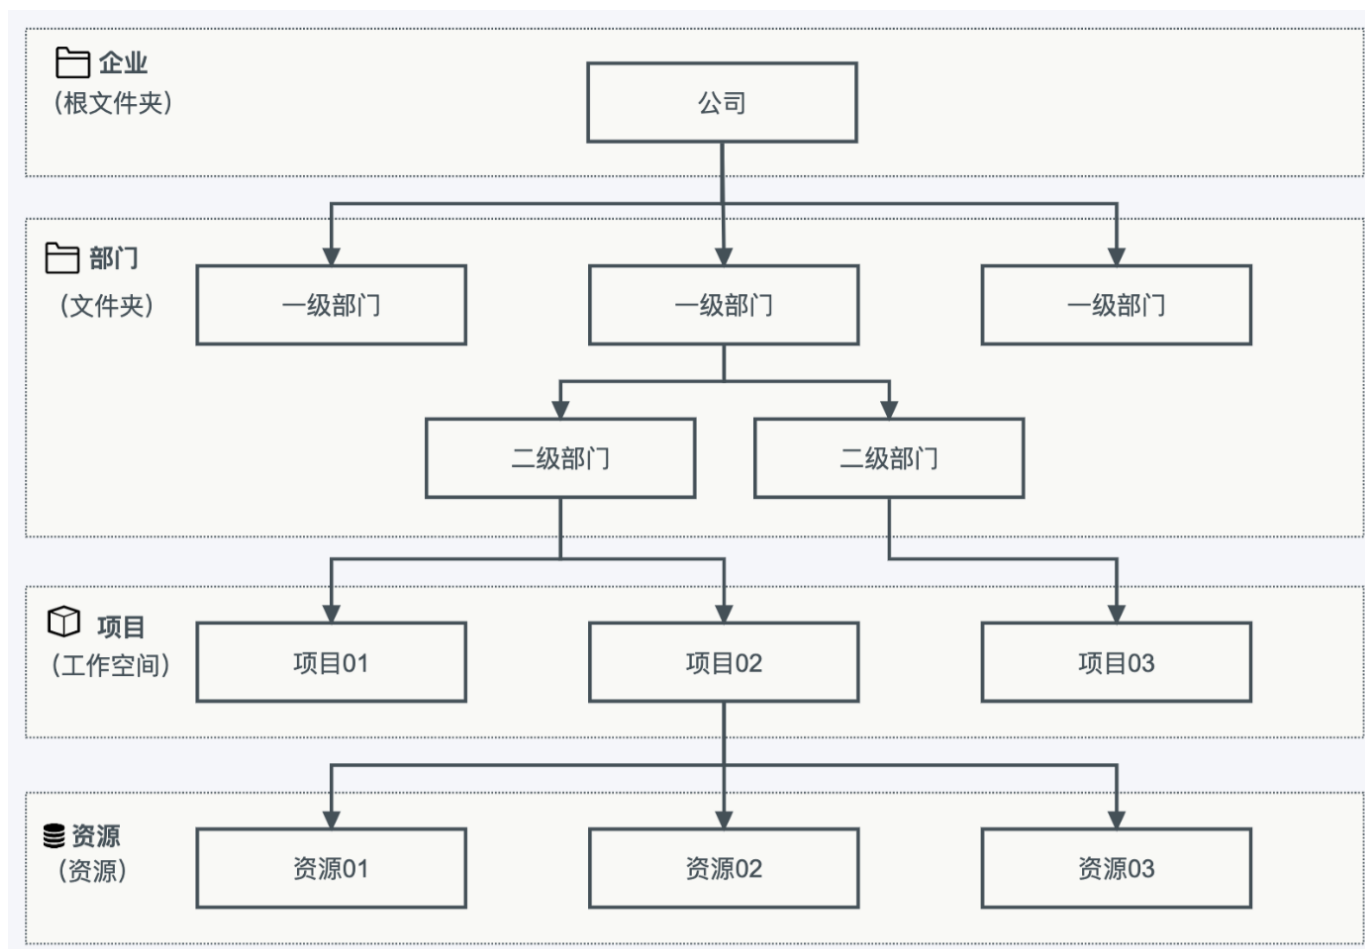 企业
（根文件夹）
公司
部门
（文件夹）
一级部门
一级部门
一级部门
二级部门
二级部门
项目
（工作空间）
项目01
项目02
项目03
资源
（资源）
资源01
资源02
资源03